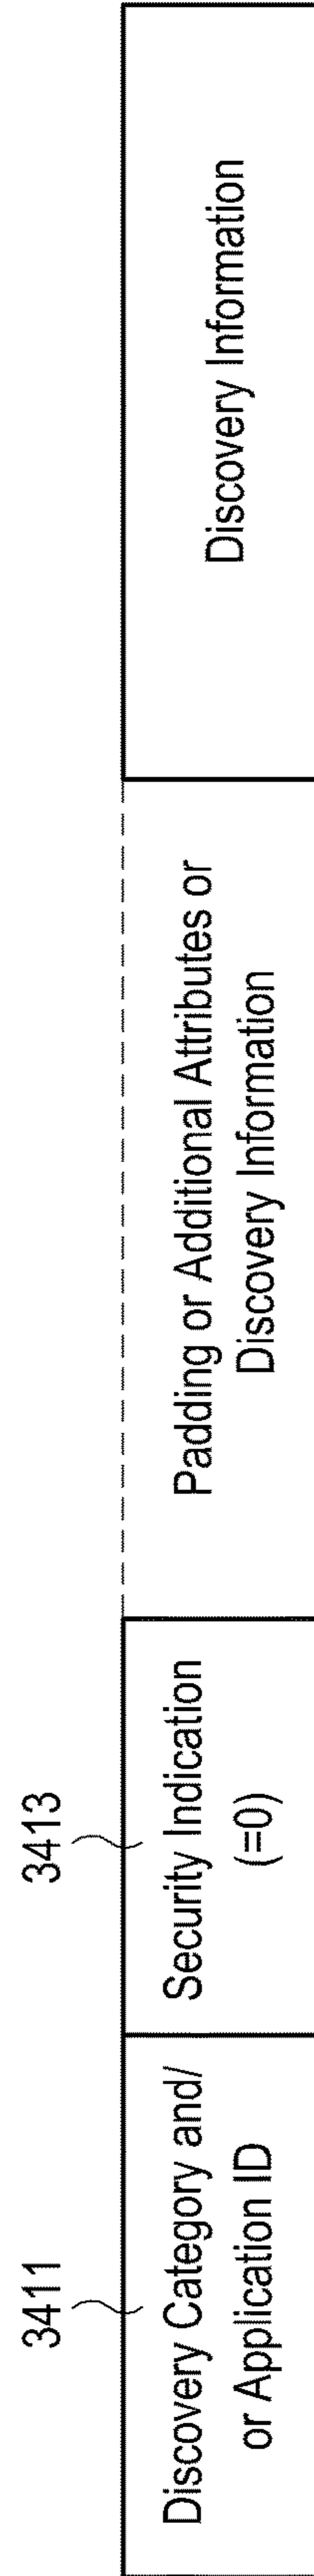 3411
3413
Discovery Category and/
or Application ID
Security Indication
(=0)
Padding or Additional Attributes or
Discovery Information
Discovery Information